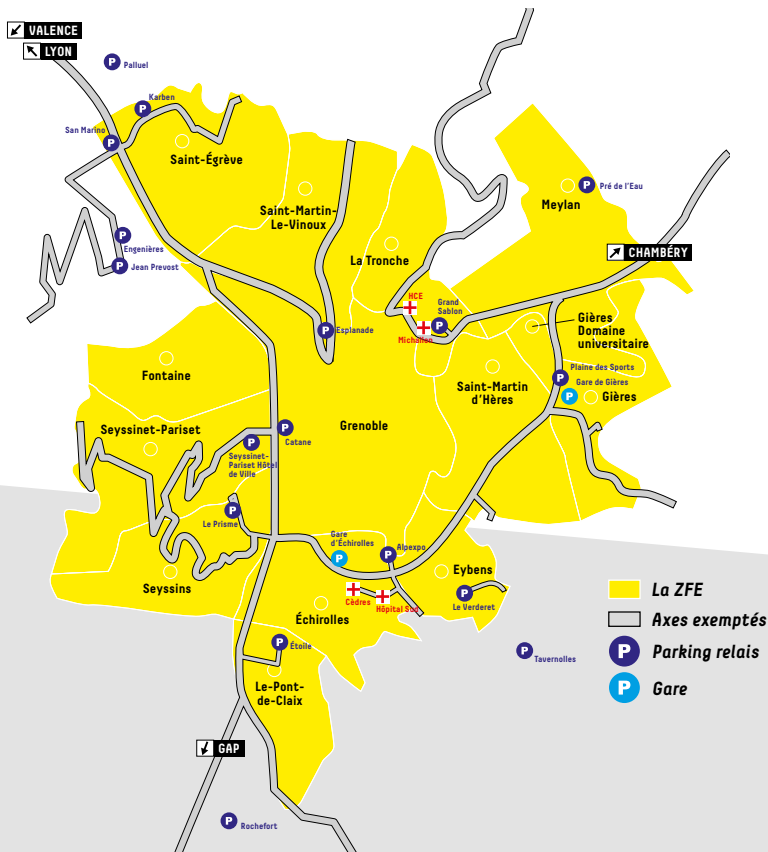 VALENCE
LYON
P Palluel
P Karben
San Marino P
Saint-Égrève
Saint-Martin-
Le-Vinoux
La Tronche
Meylan
P Pré de l'Eau
P
Engenières
P Jean Prevost
CHAMBÉRY
HCE
Grand
Sablon
P
Michallon
P Esplanade
Gières
Domaine
universitaire
Fontaine
Saint-Martin
d'Hères
P Plaine des Sports
P Gare de Gières
Gières
Seyssinet-Pariset
Grenoble
P Catane
P
Seyssinet-
Pariset Hôtel
de Ville
P
Le Prisme
Gare
d'Échirolles
P
P Alpexpo
Seyssins
Eybens
P
Le Verderet
Cèdres
Hôpital Sud
Échirolles
P Étoile
P Tavernolles
Le-Pont-
de-Claix
GAP
P Rochefort
La ZFE
Axes exemptés
P Parking relais
P Gare